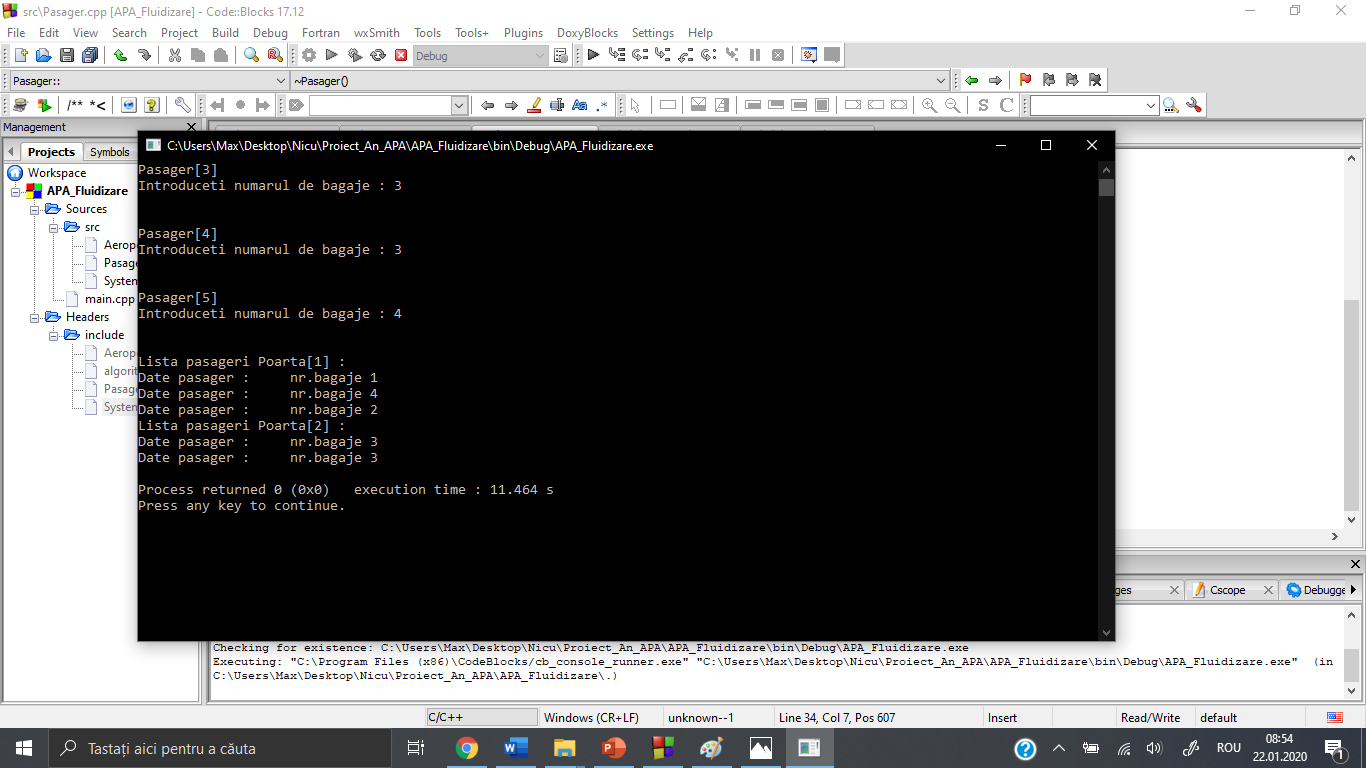 src\Pasager.cpp [APA_Fluidizare] - Code::Blocks 17.12
File Edit View Search Project Build Debug Fortran wxSmith Tools Tools+ Plugins DoxyBlocks Settings Help
Debug
Pasager:: ~Pasager()
/** *<
Aa .*
S C
Management
Projects Symbols
Workspace
APA_Fluidizare
Sources
src
Aerop
Pasag
System
main.cpp
Headers
include
Aerop
algorit
Pasag
System
C:\Users\Max\Desktop\Nicu\Proiect_An_APA\APA_Fluidizare\bin\Debug\APA_Fluidizare.exe
Pasager[3]
Introduceti numarul de bagaje : 3
Pasager[4]
Introduceti numarul de bagaje : 3
Pasager[5]
Introduceti numarul de bagaje : 4
Lista pasageri Poarta[1] :
Date pasager : nr.bagaje 1
Date pasager : nr.bagaje 4
Date pasager : nr.bagaje 2
Lista pasageri Poarta[2] :
Date pasager : nr.bagaje 3
Date pasager : nr.bagaje 3
Process returned 0 (0x0) execution time : 11.464 s
Press any key to continue.
ges Cscope Debugge
Checking for existence: C:\Users\Max\Desktop\Nicu\Proiect_An_APA\APA_Fluidizare\bin\Debug\APA_Fluidizare.exe
Executing: "C:\Program Files (x86)\CodeBlocks/cb_console_runner.exe" "C:\Users\Max\Desktop\Nicu\Proiect_An_APA\APA_Fluidizare\bin\Debug\APA_Fluidizare.exe" (in
C:\Users\Max\Desktop\Nicu\Proiect_An_APA\APA_Fluidizare\.)
C/C++ Windows (CR+LF) unknown--1 Line 34, Col 7, Pos 607 Insert Read/Write default
Tastați aici pentru a căuta
ROU
08:54
22.01.2020
1